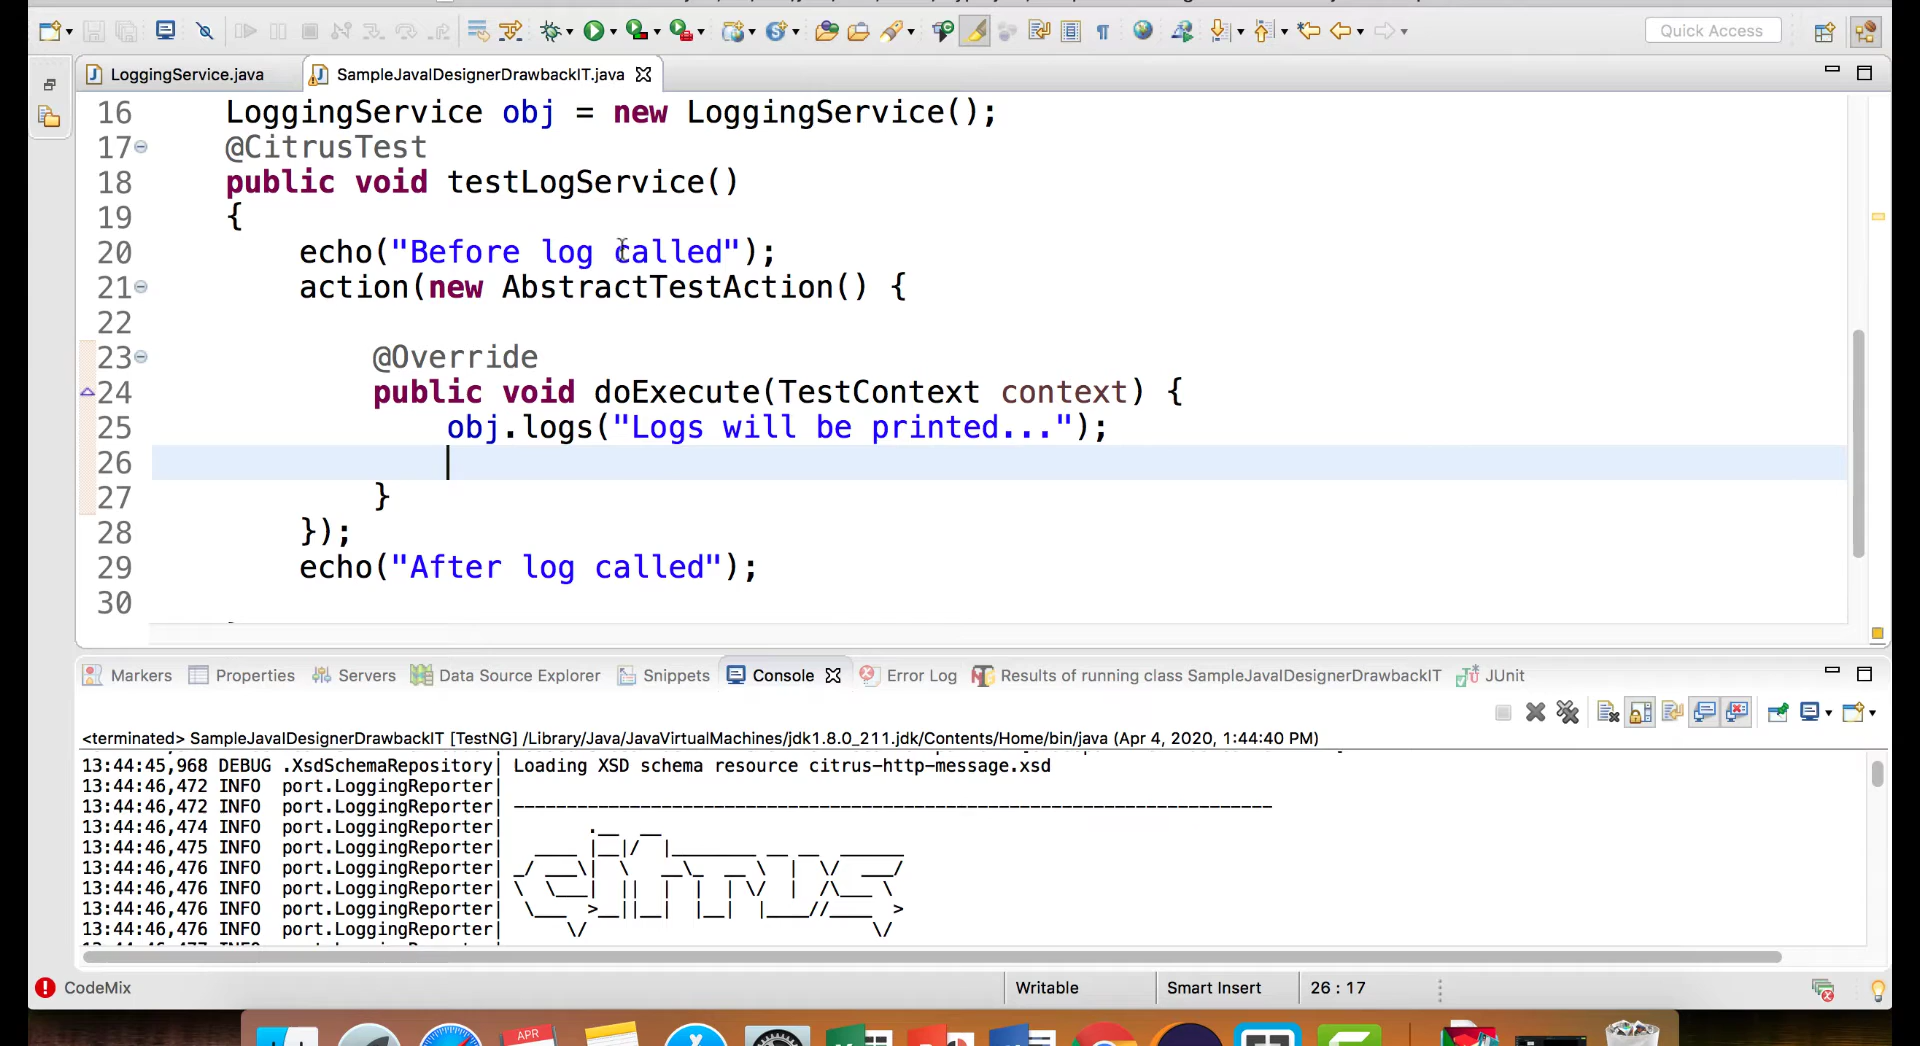 Quick Access
LoggingService.java
SampleJavaIDesignerDrawbackIT.java
16 LoggingService obj = new LoggingService();
17 @CitrusTest
18 public void testLogService()
19 {
20 echo("Before log called");
21 action(new AbstractTestAction() {
22
23 @Override
24 public void doExecute(TestContext context) {
25 obj.logs("Logs will be printed...");
26
27 }
28 });
29 echo("After log called");
30
Markers Properties Servers Data Source Explorer Snippets Console Error Log Results of running class SampleJavaIDesignerDrawbackIT JUnit
<terminated> SampleJavaIDesignerDrawbackIT [TestNG] /Library/Java/JavaVirtualMachines/jdk1.8.0_211.jdk/Contents/Home/bin/java (Apr 4, 2020, 1:44:40 PM)
13:44:45,968 DEBUG .XsdSchemaRepository| Loading XSD schema resource citrus-http-message.xsd
13:44:46,472 INFO port.LoggingReporter|
13:44:46,472 INFO port.LoggingReporter| ------------------------------------------------------------------------
13:44:46,474 INFO port.LoggingReporter|
13:44:46,475 INFO port.LoggingReporter|
13:44:46,476 INFO port.LoggingReporter|
13:44:46,476 INFO port.LoggingReporter|
13:44:46,476 INFO port.LoggingReporter|
13:44:46,476 INFO port.LoggingReporter|
citrus
CodeMix
Writable
Smart Insert
26 : 17
APR